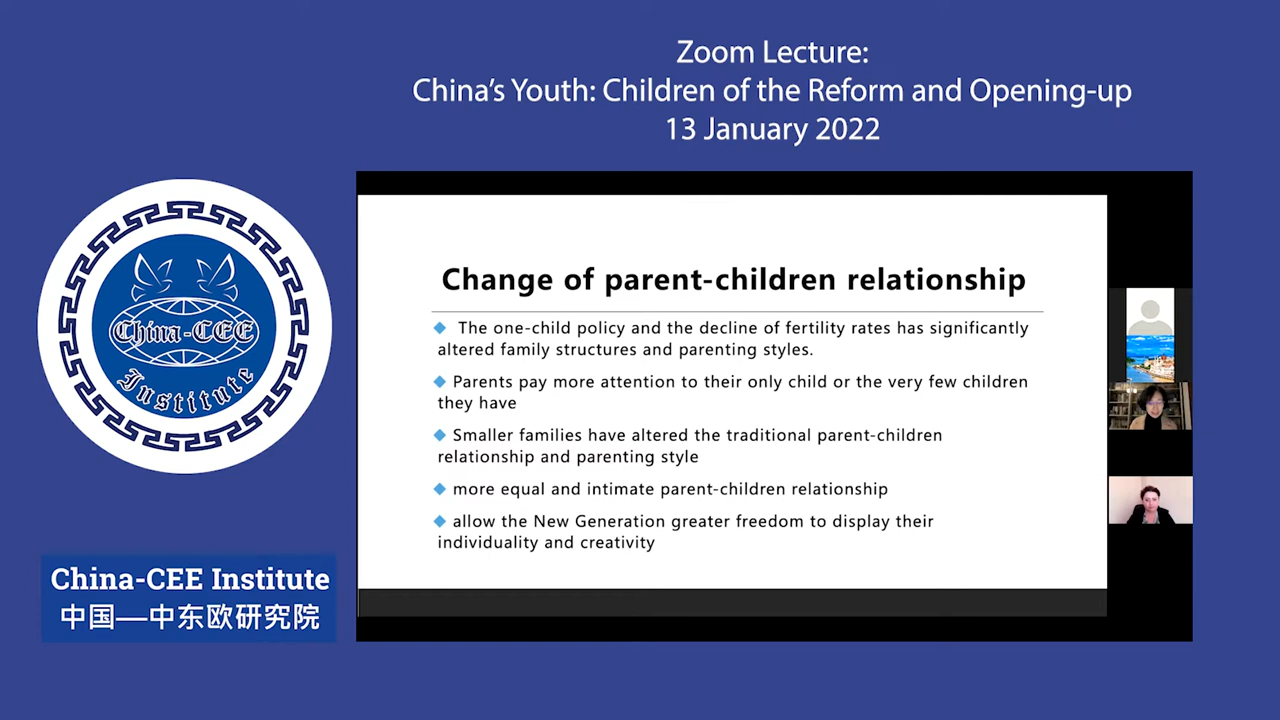 Zoom Lecture:
China's Youth: Children of the Reform and Opening-up
13 January 2022
China-CEE
Institute
China-CEE Institute
中国—中东欧研究院
Change of parent-children relationship
The one-child policy and the decline of fertility rates has significantly
altered family structures and parenting styles.
Parents pay more attention to their only child or the very few children
they have
Smaller families have altered the traditional parent-children
relationship and parenting style
more equal and intimate parent-children relationship
allow the New Generation greater freedom to display their
individuality and creativity